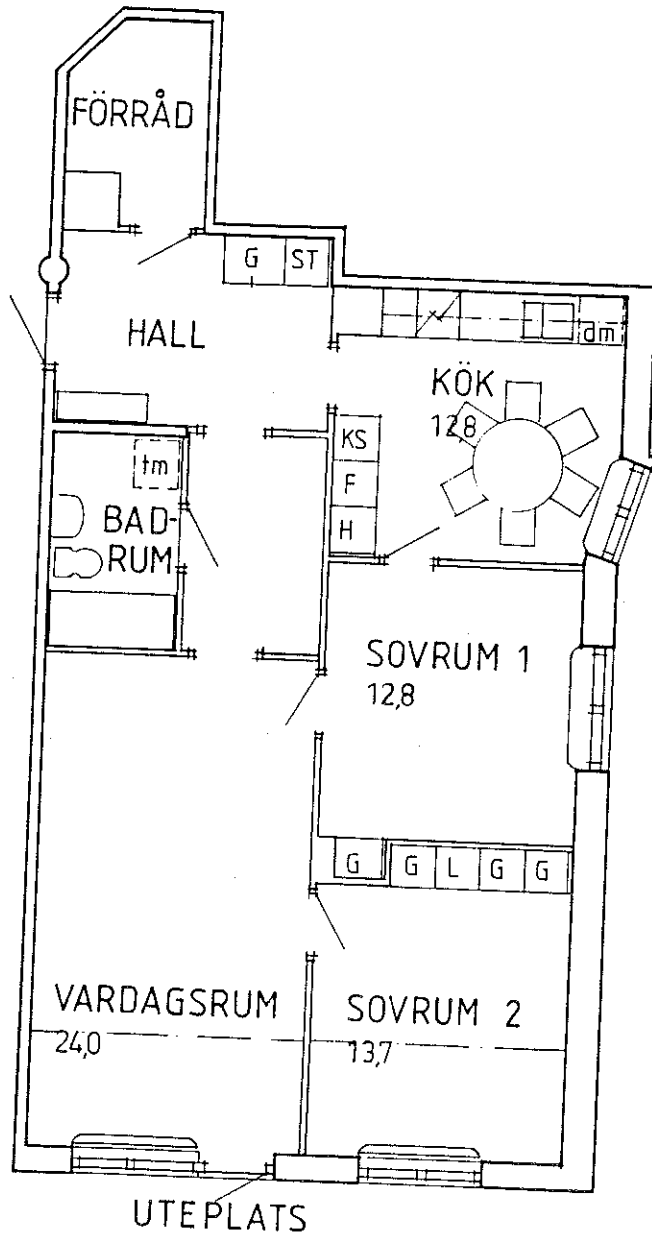 FÖRRÅD
G ST
HALL
dm
KÖK
12,8
KS
F
H
tm
BAD-
RUM
SOVRUM 1
12,8
G G L G G
VARDAGSRUM
24,0
SOVRUM 2
13,7
UTEPLATS